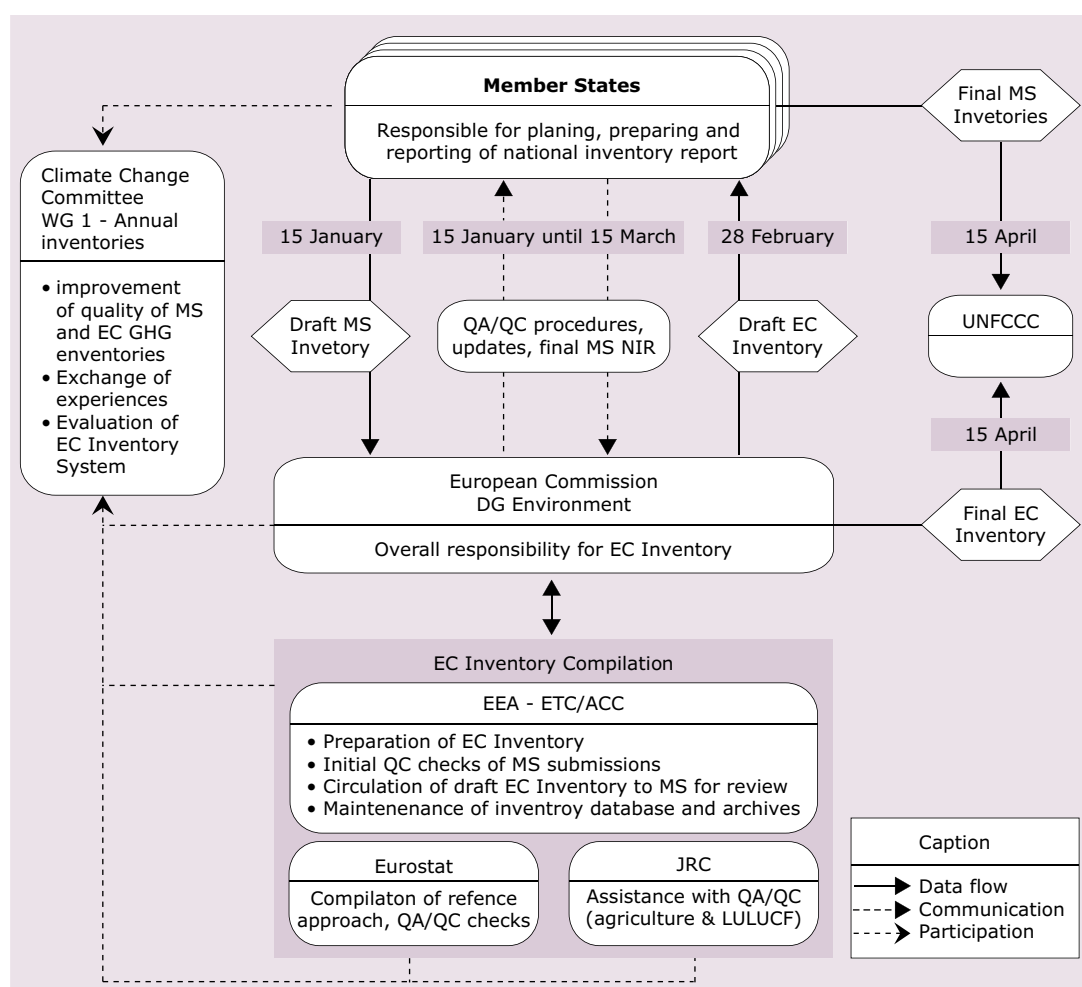 Member States
Responsible for planing, preparing and
reporting of national inventory report
Final MS
Invetories
Climate Change
Committee
WG 1 - Annual
inventories
• improvement
of quality of MS
and EC GHG
enventories
• Exchange of
experiences
• Evaluation of
EC Inventory
System
15 January
15 January until 15 March
28 February
15 April
Draft MS
Invetory
QA/QC procedures,
updates, final MS NIR
Draft EC
Inventory
UNFCCC
15 April
European Commission
DG Environment
Overall responsibility for EC Inventory
Final EC
Inventory
EC Inventory Compilation
EEA - ETC/ACC
• Preparation of EC Inventory
• Initial QC checks of MS submissions
• Circulation of draft EC Inventory to MS for review
• Maintenenance of inventroy database and archives
Eurostat
Compilaton of refence
approach, QA/QC checks
JRC
Assistance with QA/QC
(agriculture & LULUCF)
Caption
Data flow
Communication
Participation